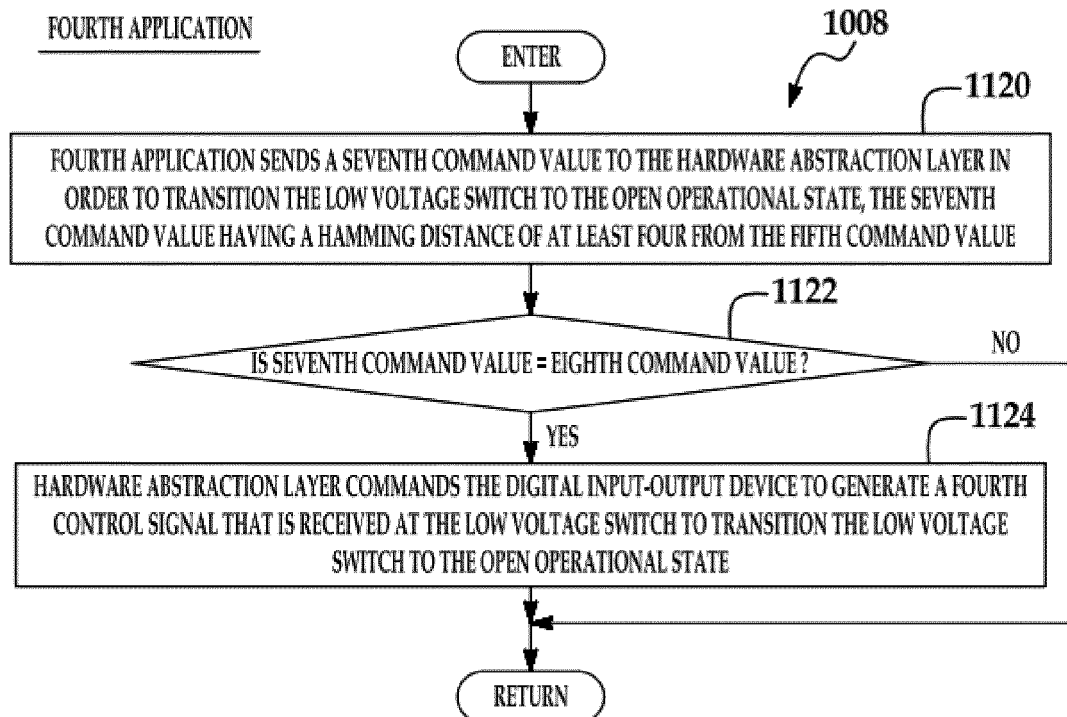 FOURTH APPLICATION
1008
ENTER
1120
FOURTH APPLICATION SENDS A SEVENTH COMMAND VALUE TO THE HARDWARE ABSTRACTION LAYER IN
ORDER TO TRANSITION THE LOW VOLTAGE SWITCH TO THE OPEN OPERATIONAL STATE, THE SEVENTH
COMMAND VALUE HAVING A HAMMING DISTANCE OF AT LEAST FOUR FROM THE FIFTH COMMAND VALUE
1122
IS SEVENTH COMMAND VALUE = EIGHTH COMMAND VALUE ?
NO
YES
1124
HARDWARE ABSTRACTION LAYER COMMANDS THE DIGITAL INPUT-OUTPUT DEVICE TO GENERATE A FOURTH
CONTROL SIGNAL THAT IS RECEIVED AT THE LOW VOLTAGE SWITCH TO TRANSITION THE LOW VOLTAGE
SWITCH TO THE OPEN OPERATIONAL STATE
RETURN